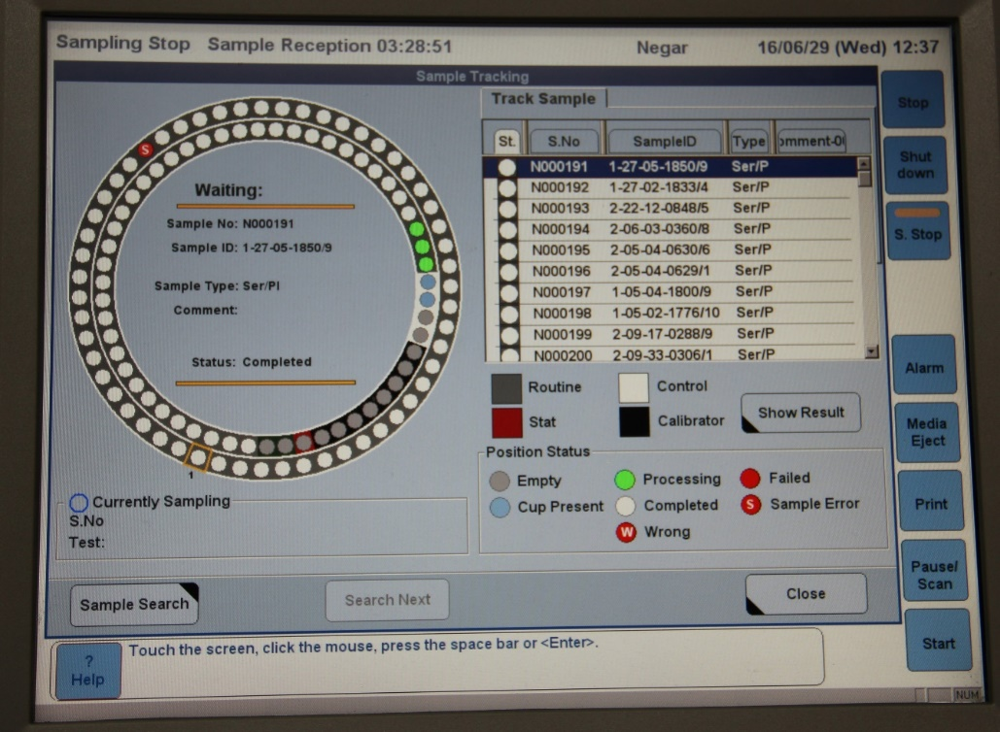 Sampling Stop Sample Reception 03:28:51 Negar 16/06/29 (Wed) 12:37
Sample Tracking
Stop
Shut
down
S. Stop
Alarm
Media
Eject
Print
Pause/
Scan
Start
S
Waiting:
Sample No: N000191
Sample ID: 1-27-05-1850/9
Sample Type: Ser/Pl
Comment:
Status: Completed
1
Track Sample
St. S.No SampleID Type omment-0
N000191 1-27-05-1850/9 Ser/P
N000192 1-27-02-1833/4 Ser/P
N000193 2-22-12-0848/5 Ser/P
N000194 2-06-03-0360/8 Ser/P
N000195 2-05-04-0630/6 Ser/P
N000196 2-05-04-0629/1 Ser/P
N000197 1-05-04-1800/9 Ser/P
N000198 1-05-02-1776/10 Ser/P
N000199 2-09-17-0288/9 Ser/P
N000200 2-09-33-0306/1 Ser/P
Routine Control
Stat Calibrator
Show Result
Position Status
Empty Processing Failed
Cup Present Completed S Sample Error
W Wrong
Currently Sampling
S.No
Test:
Sample Search Search Next Close
? Help
Touch the screen, click the mouse, press the space bar or <Enter>.
NUM